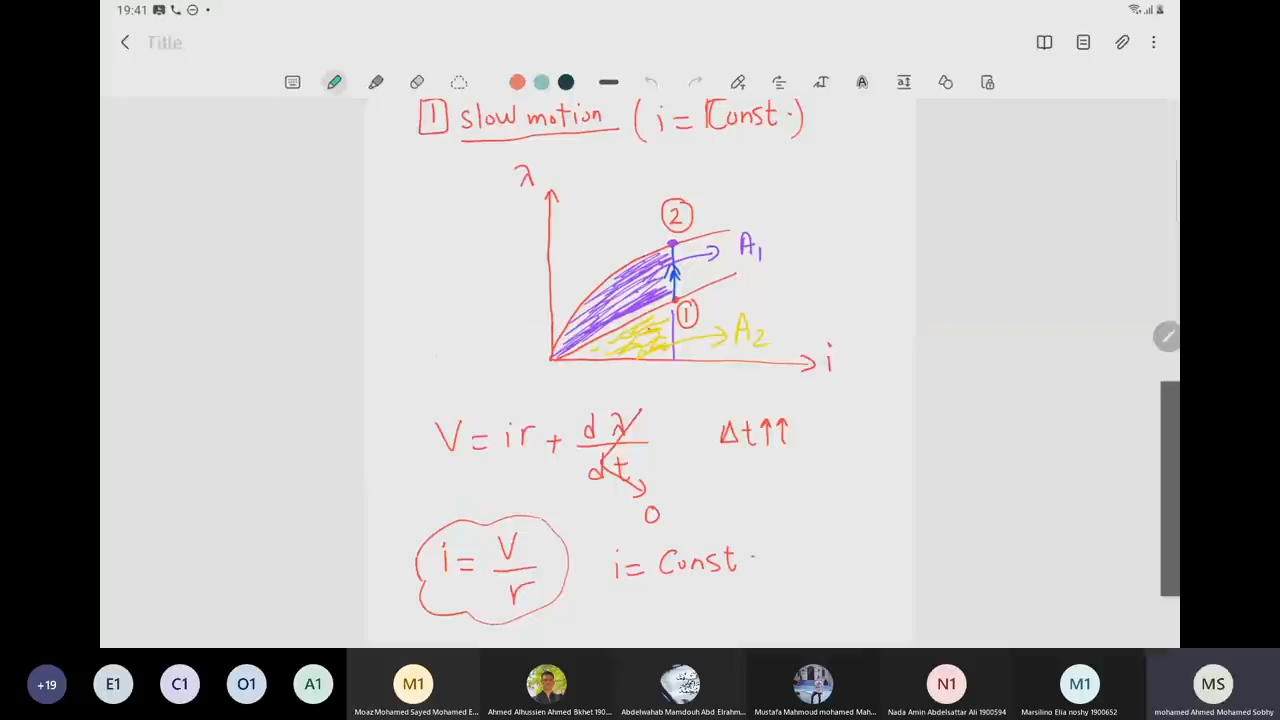 19:41
Title
1 slow motion (i = Const.)
λ
2
A1
1
A2
i
V = ir + dλ/dt Δt↑↑
0
i = V/r i = Const.
+19 E1 C1 O1 A1 M1 N1 M1 MS
Moaz Mohamed Sayed Mohamed E... Ahmed Alhussien Ahmed Bkhet 190... Abdelwahab Mamdouh Abd Elrahm... Mustafa Mahmoud mohamed Mah... Nada Amin Abdelsattar Ali 1900594 Marsilino Elia noshy 1900652 mohamed Ahmed Mohamed Sobhy